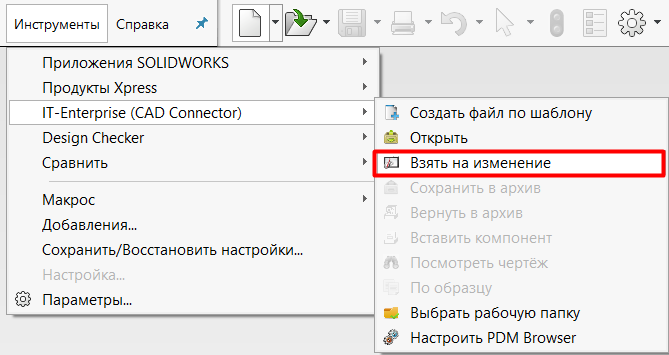 Инструменты
Справка
Приложения SOLIDWORKS
Продукты Xpress
IT-Enterprise (CAD Connector)
Design Checker
Сравнить
Макрос
Добавления...
Сохранить/Восстановить настройки...
Настройка...
Параметры...
Создать файл по шаблону
Открыть
Взять на изменение
Сохранить в архив
Вернуть в архив
Вставить компонент
Посмотреть чертёж
По образцу
Выбрать рабочую папку
Настроить PDM Browser